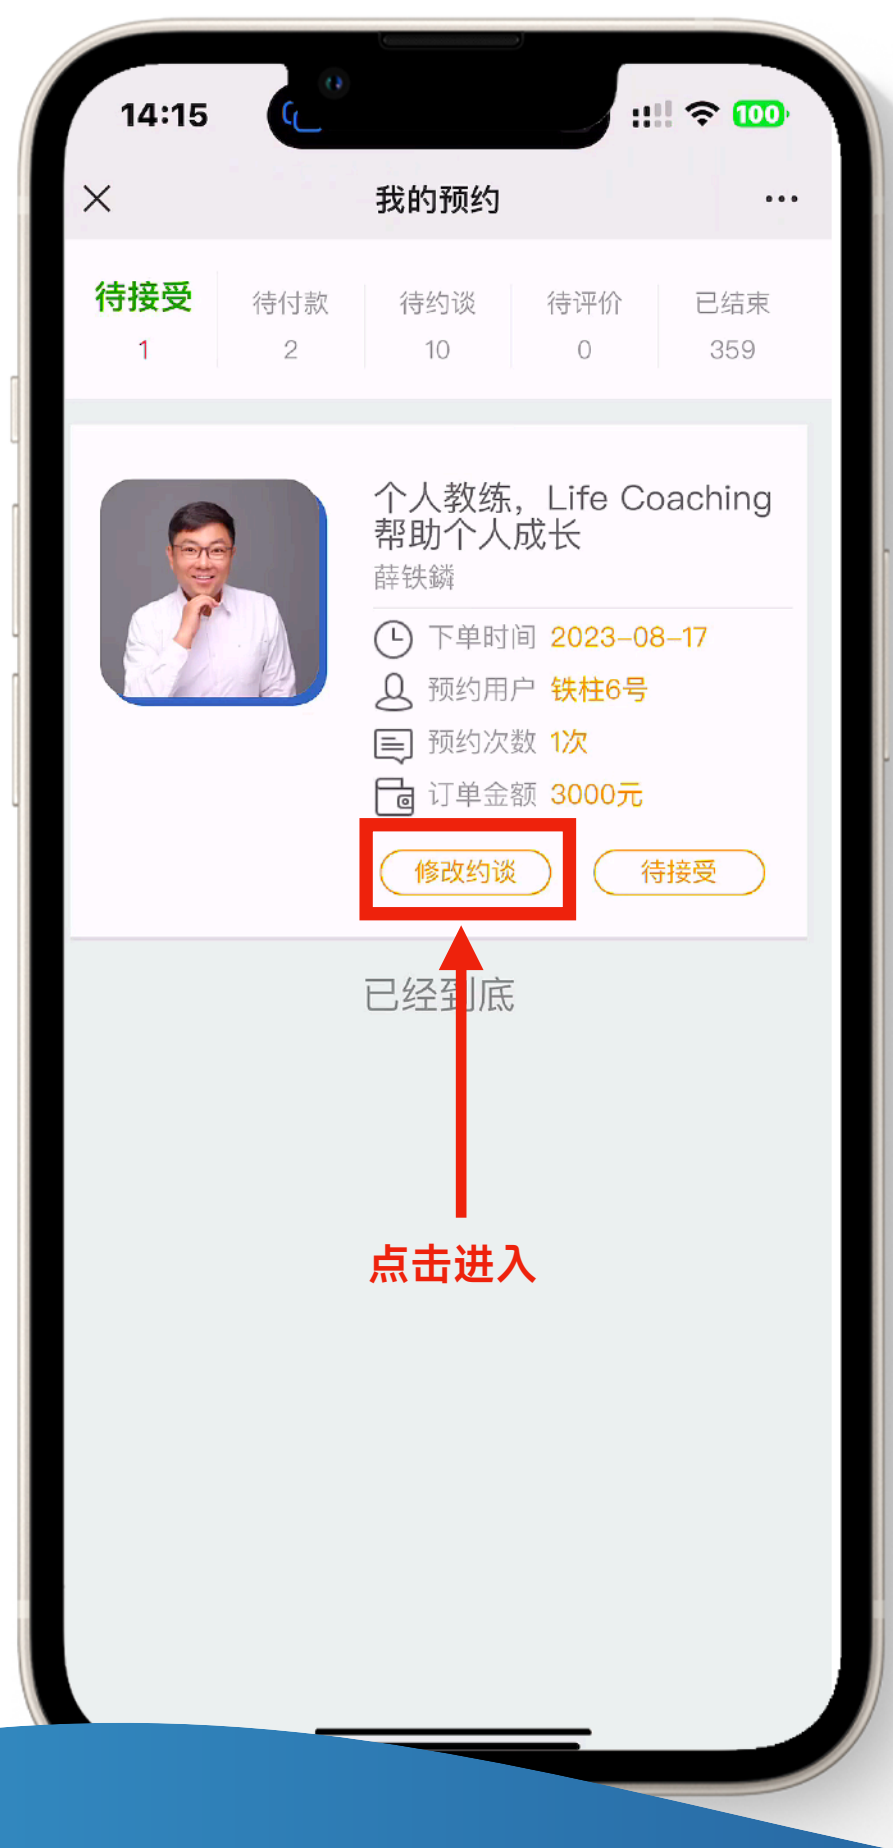 14:15
100
我的预约
待接受
待付款
待约谈
待评价
已结束
1
2
10
0
359
个人教练，Life Coaching
帮助个人成长
薛铁鏻
下单时间 2023-08-17
预约用户 铁柱6号
预约次数 1次
订单金额 3000元
修改约谈
待接受
已经到底
点击进入